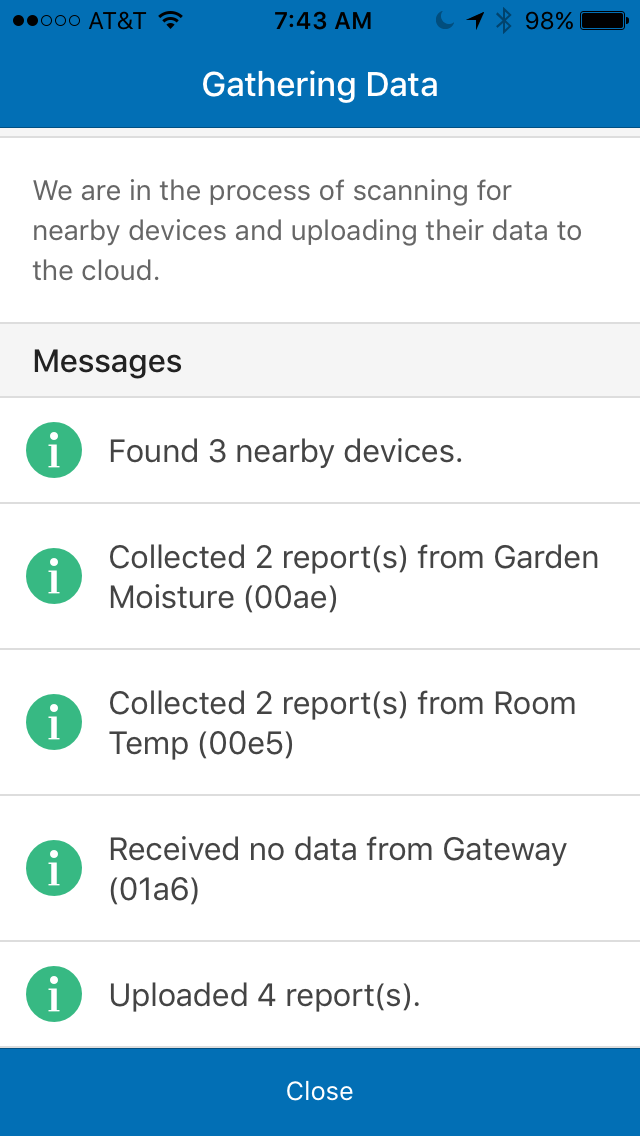 AT&T 7:43 AM 98%
Gathering Data
We are in the process of scanning for
nearby devices and uploading their data to
the cloud.
Messages
i Found 3 nearby devices.
i Collected 2 report(s) from Garden
Moisture (00ae)
i Collected 2 report(s) from Room
Temp (00e5)
i Received no data from Gateway
(01a6)
i Uploaded 4 report(s).
Close